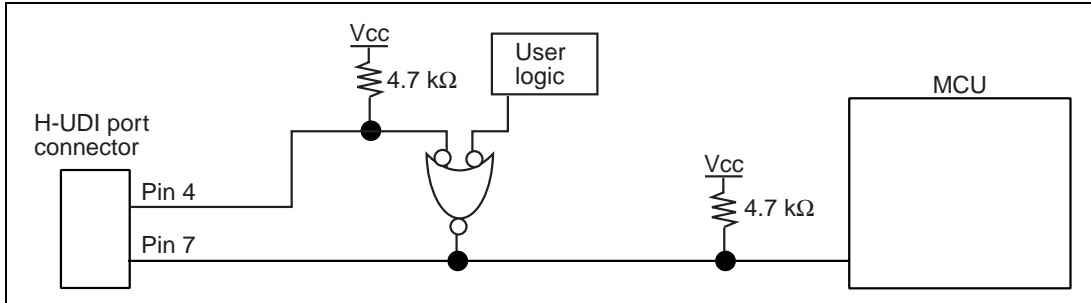 Vcc
4.7 kΩ
User
logic
MCU
H-UDI port
connector
Vcc
4.7 kΩ
Pin 4
Pin 7